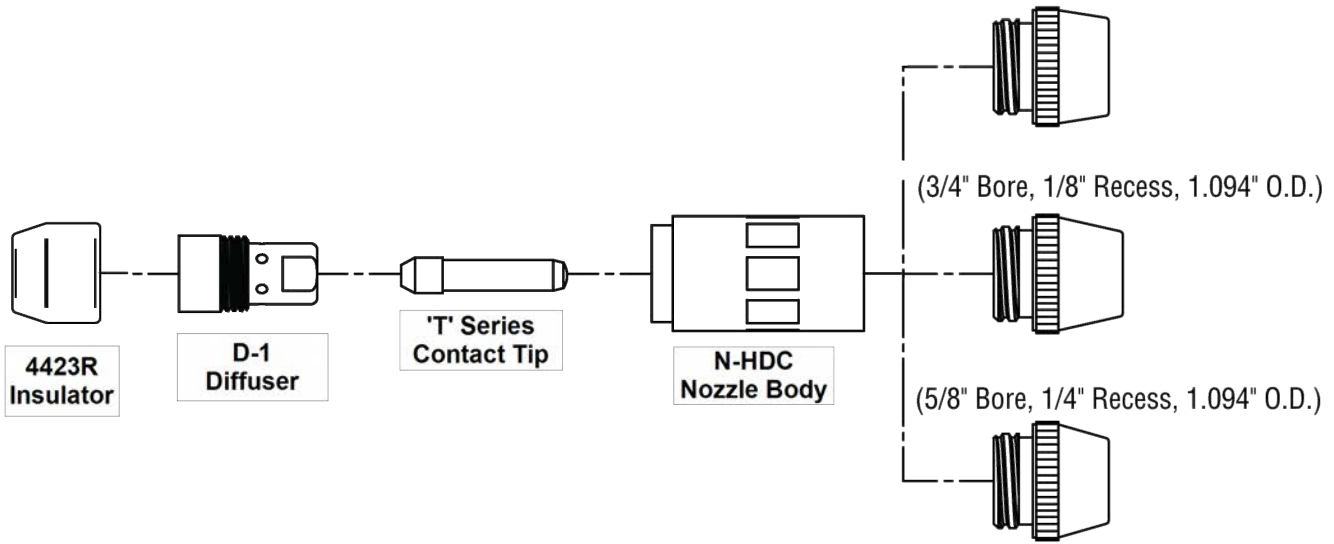 (3/4" Bore, 1/8" Recess, 1.094" O.D.)
4423R
Insulator
D-1
Diffuser
'T' Series
Contact Tip
N-HDC
Nozzle Body
(5/8" Bore, 1/4" Recess, 1.094" O.D.)